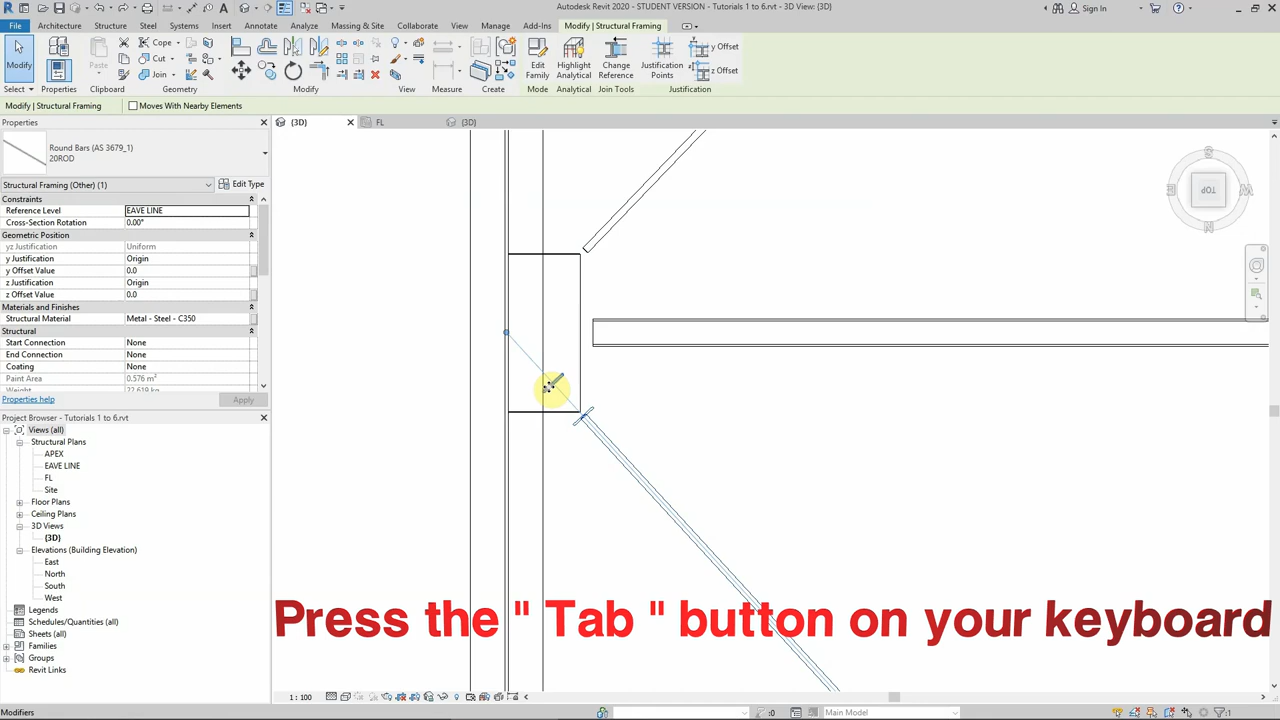 Autodesk Revit 2020 - STUDENT VERSION - Tutorials 1 to 6.rvt - 3D View: {3D}
Sign In
File Architecture Structure Steel Systems Insert Annotate Analyze Massing & Site Collaborate View Manage Add-Ins Modify | Structural Framing
Modify
Paste
Cope
Cut
Join
Edit Family
Highlight Analytical
Change Reference
Justification Points
y Offset
z Offset
Select Properties Clipboard Geometry Modify View Measure Create Mode Analytical Join Tools Justification
Modify | Structural Framing
Moves With Nearby Elements
Properties
{3D}
FL
{3D}
Round Bars (AS 3679_1)
20ROD
Structural Framing (Other) (1)
Edit Type
Constraints
Reference Level EAVE LINE
Cross-Section Rotation 0.00°
Geometric Position
yz Justification Uniform
y Justification Origin
y Offset Value 0.0
z Justification Origin
z Offset Value 0.0
Materials and Finishes
Structural Material Metal - Steel - C350
Structural
Start Connection None
End Connection None
Coating None
Paint Area 0.576 m²
Weight 22.619 kg
Properties help
Apply
Project Browser - Tutorials 1 to 6.rvt
Views (all)
Structural Plans
APEX
EAVE LINE
FL
Site
Floor Plans
Ceiling Plans
3D Views
{3D}
Elevations (Building Elevation)
East
North
South
West
Legends
Schedules/Quantities (all)
Sheets (all)
Families
Groups
Revit Links
S
E
TOP
W
N
Press the " Tab " button on your keyboard
1 : 100
Modifiers
:0
Main Model
:1